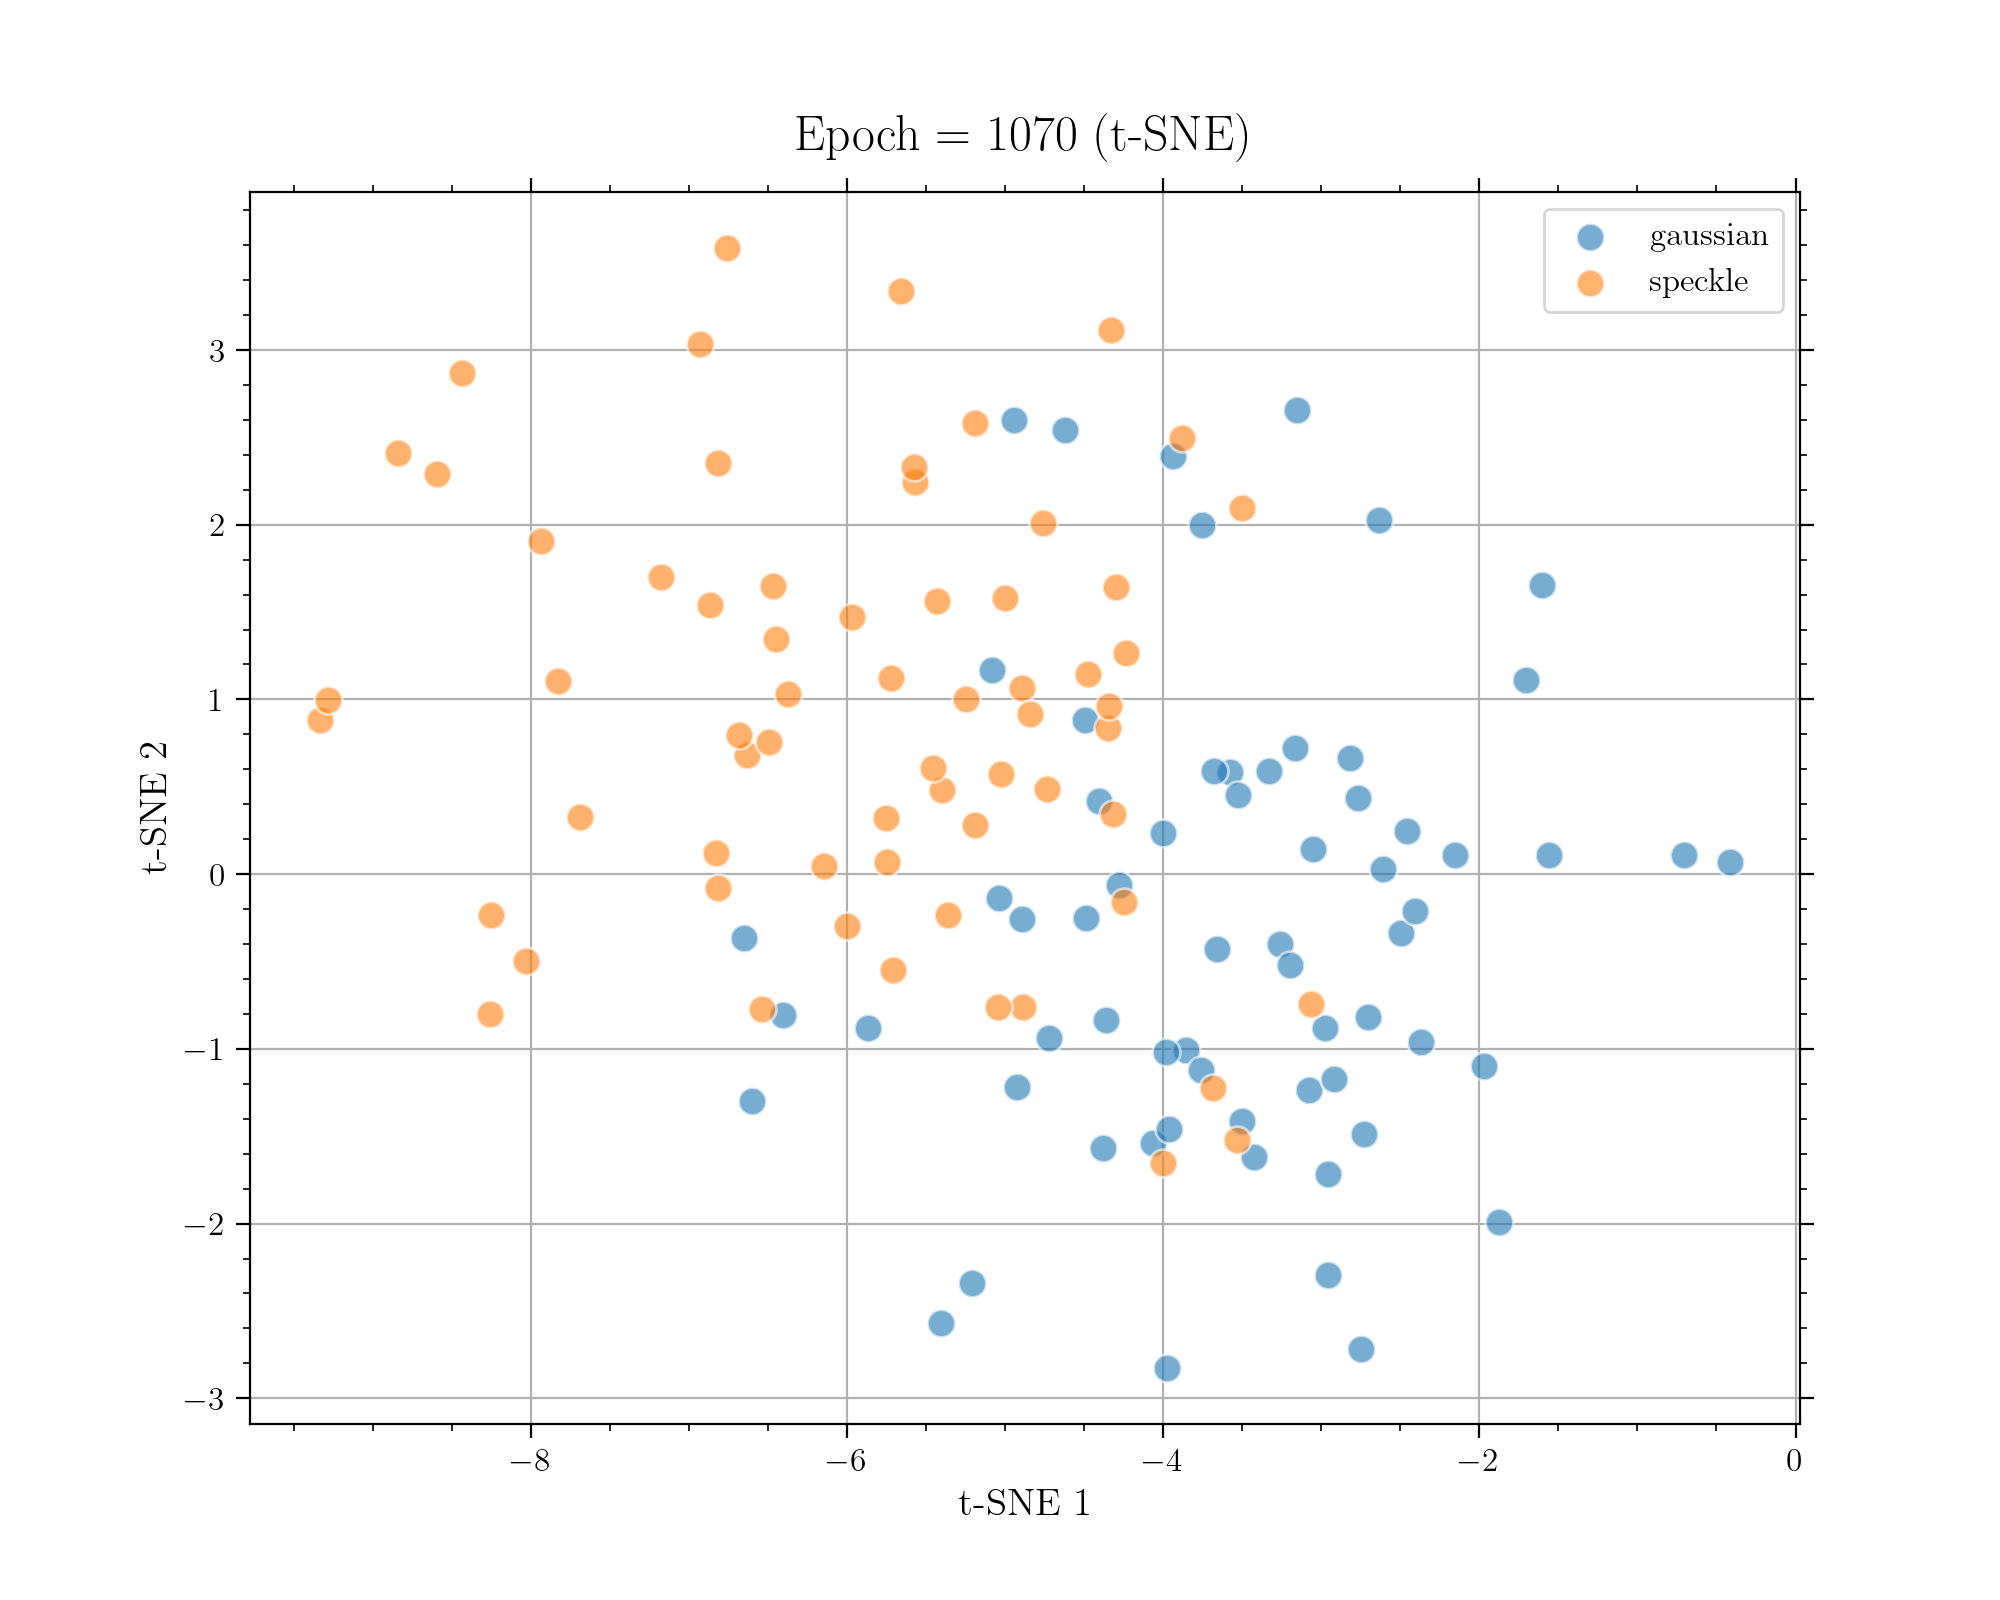 Epoch = 1070 (t-SNE)
gaussian
speckle
3
2
1
0
−1
−2
−3
t-SNE 2
−8
−6
−4
−2
0
t-SNE 1